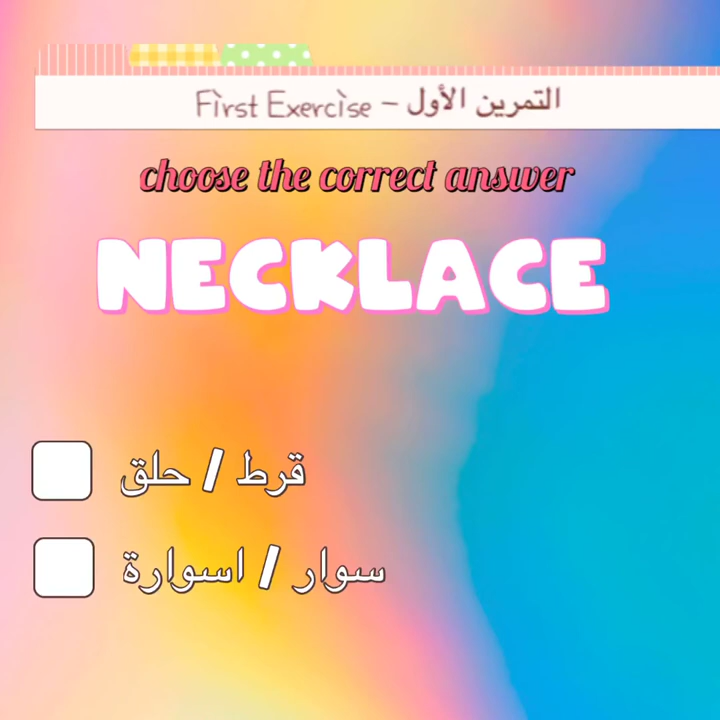 First Exercise - التمرين الأول
choose the correct answer
NECKLACE
قرط / حلق
سوار / اسوارة